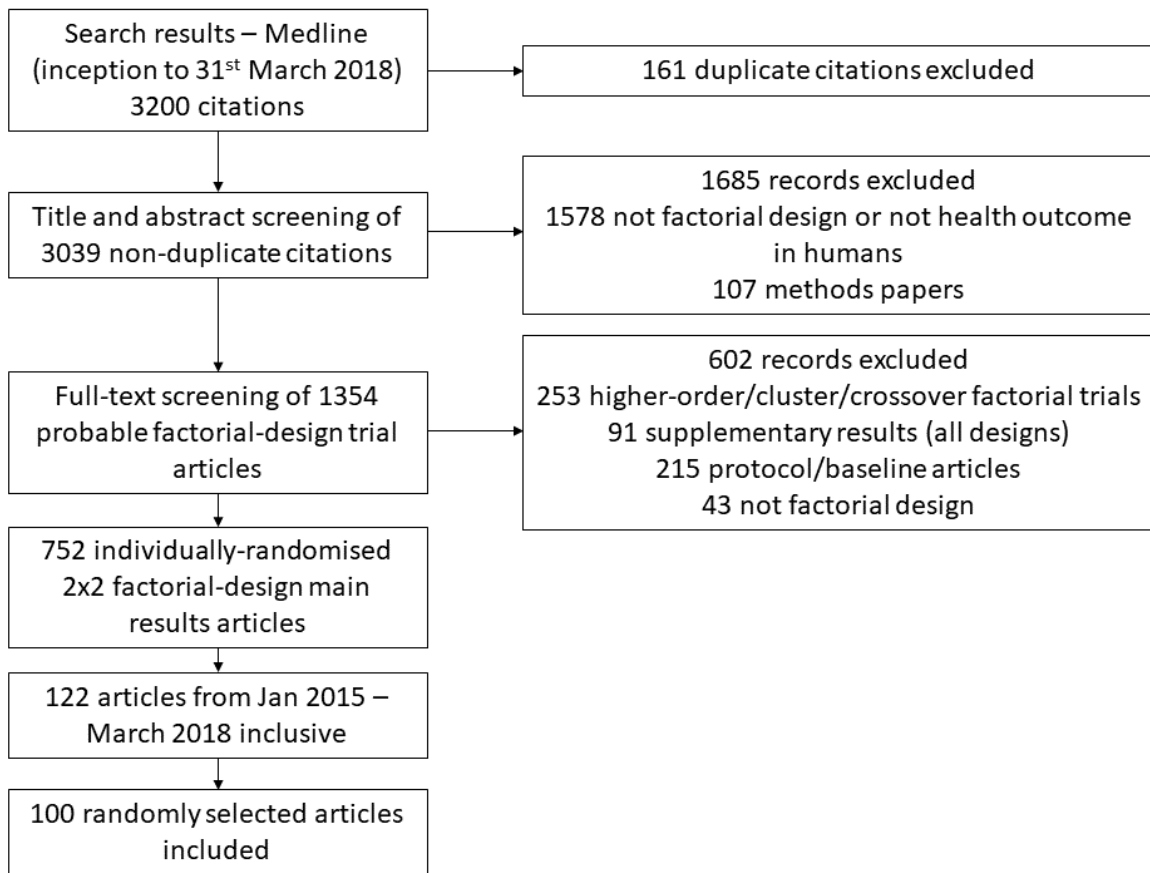 Search results – Medline
(inception to 31st March 2018)
3200 citations
161 duplicate citations excluded
Title and abstract screening of
3039 non-duplicate citations
1685 records excluded
1578 not factorial design or not health outcome
in humans
107 methods papers
Full-text screening of 1354
probable factorial-design trial
articles
602 records excluded
253 higher-order/cluster/crossover factorial trials
91 supplementary results (all designs)
215 protocol/baseline articles
43 not factorial design
752 individually-randomised
2x2 factorial-design main
results articles
122 articles from Jan 2015 –
March 2018 inclusive
100 randomly selected articles
included